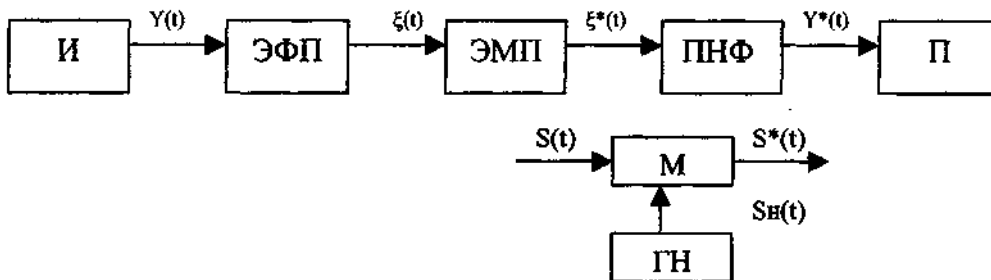 Y(t) ξ(t) ξ*(t) Y*(t)
И ЭФП ЭМП ПНФ П
S(t) S*(t)
М
Sн(t)
ГН